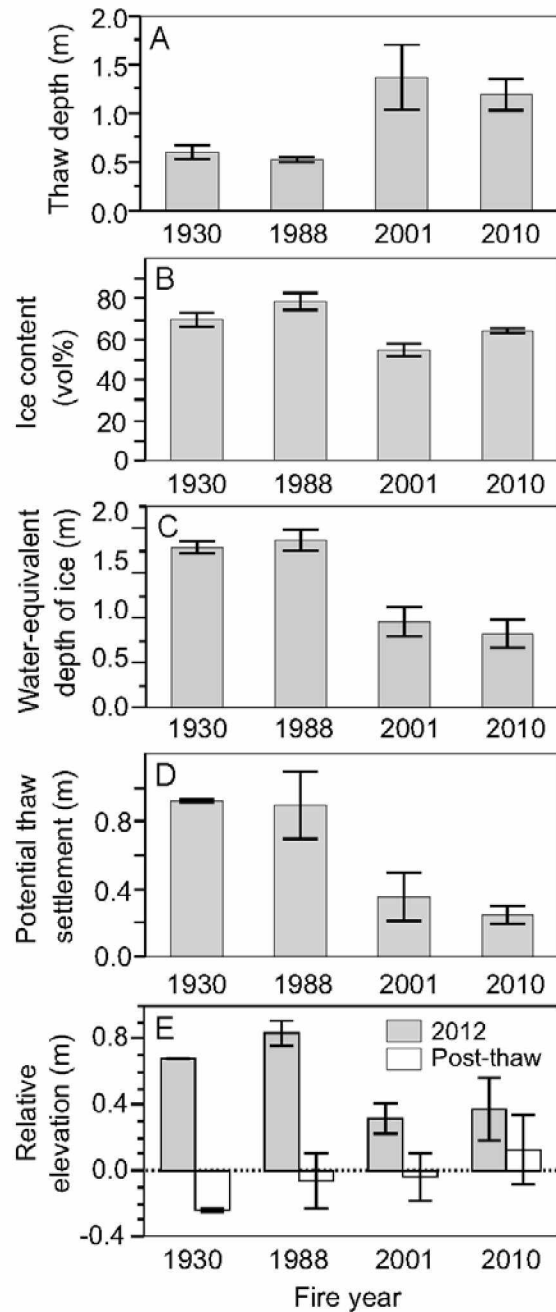 A
Thaw depth (m)
2.0
1.5
1.0
0.5
0.0
1930 1988 2001 2010
B
Ice content
(vol%)
80
60
40
20
0
1930 1988 2001 2010
C
Water-equivalent
depth of ice (m)
2.0
1.5
1.0
0.5
0.0
1930 1988 2001 2010
D
Potential thaw
settlement (m)
0.8
0.4
0.0
1930 1988 2001 2010
E
2012
Post-thaw
Relative
elevation (m)
0.8
0.4
0.0
-0.4
1930 1988 2001 2010
Fire year